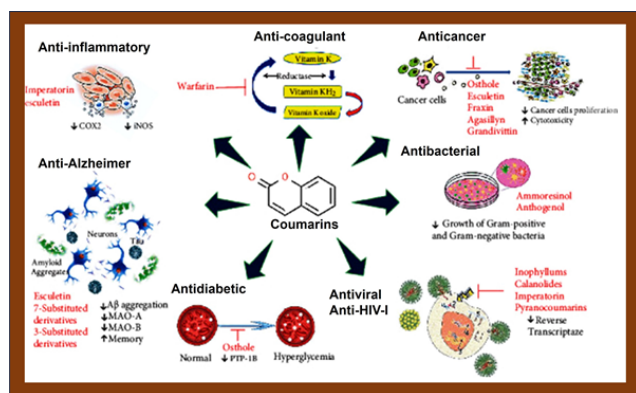 Anti-inflammatory
Imperatorin
esculetin
↓COX2 ↓iNOS
Anti-coagulant
Warfarin
Vitamin K
Reductase
Vitamin KH2
Vitamin K oxide
Anticancer
Cancer cells
Osthole
Esculetin
Fraxin
Agasillyn
Grandivittin
↓ Cancer cells proliferation
↑ Cytotoxicity
Anti-Alzheimer
Neurons
Amyloid
Aggregates
Esculetin
7-Substituted
derivatives
3-Substituted
derivatives
↓Aβ aggregation
↓MAO-A
↓MAO-B
↑Memory
O
O
Coumarins
Antibacterial
Ammoresinol
Anthogenol
↓ Growth of Gram-positive
and Gram-negative bacteria
Antidiabetic
Normal
Osthole
↓ PTP-1B
Hyperglycemia
Antiviral
Anti-HIV-I
Inophyllums
Calanolides
Imperatorin
Pyranocoumarins
↓ Reverse
Transcriptaze